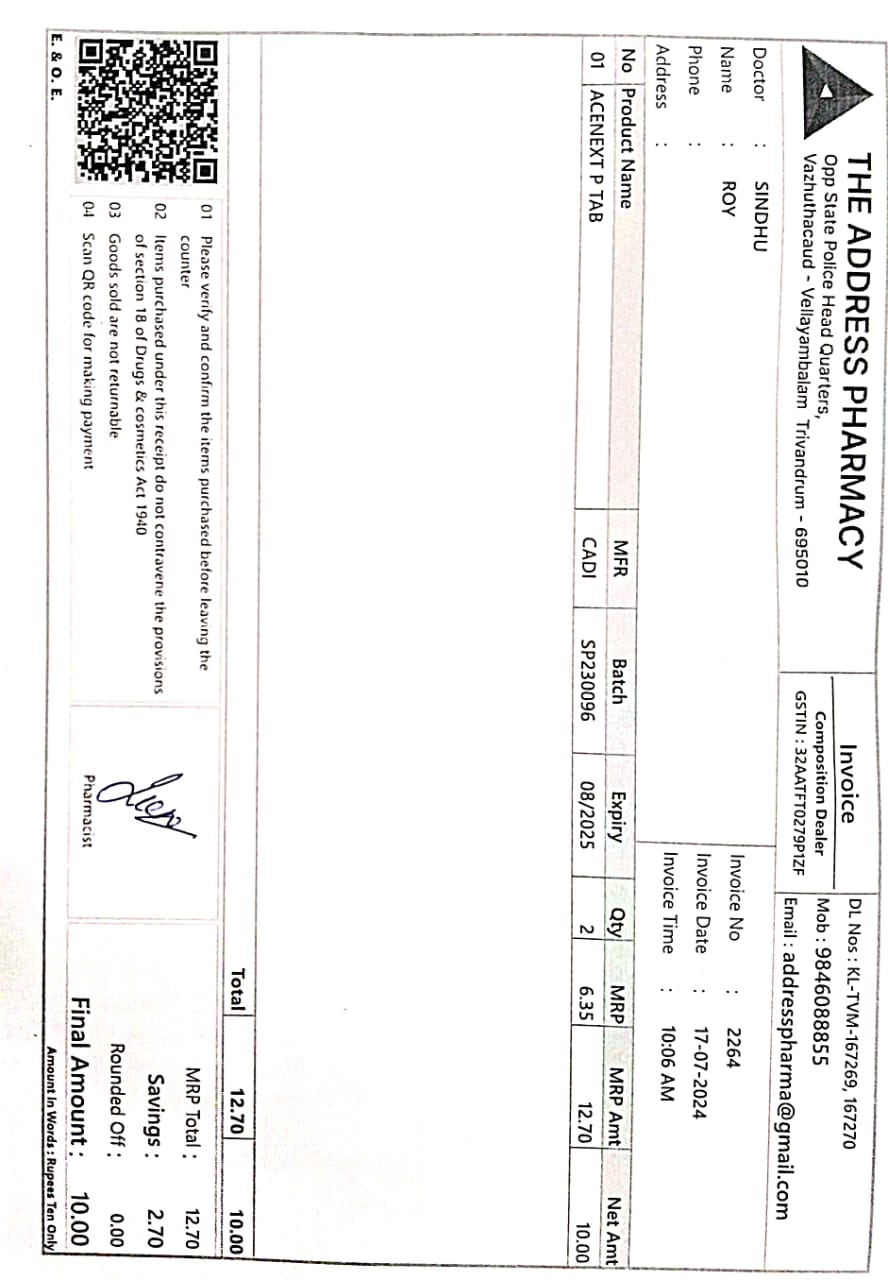 THE ADDRESS PHARMACY
Opp State Police Head Quarters,
Vazhuthacaud - Vellayambalam Trivandrum - 695010
Invoice
Composition Dealer
GSTIN : 32AATFT0279P1ZF
DL Nos : KL-TVM-167269, 167270
Mob : 9846088855
Email : addresspharma@gmail.com
Doctor : SINDHU
Name : ROY
Phone :
Address :
Invoice No : 2264
Invoice Date : 17-07-2024
Invoice Time : 10:06 AM
No Product Name MFR Batch Expiry Qty MRP MRP Amt Net Amt
01 ACENEXT P TAB CADI SP230096 08/2025 2 6.35 12.70 10.00
Total 12.70 10.00
01 Please verify and confirm the items purchased before leaving the
counter
02 Items purchased under this receipt do not contravene the provisions
of section 18 of Drugs & cosmetics Act 1940
03 Goods sold are not returnable
04 Scan QR code for making payment
E. & O. E.
Pharmacist
MRP Total : 12.70
Savings : 2.70
Rounded Off : 0.00
Final Amount : 10.00
Amount In Words : Rupees Ten Only